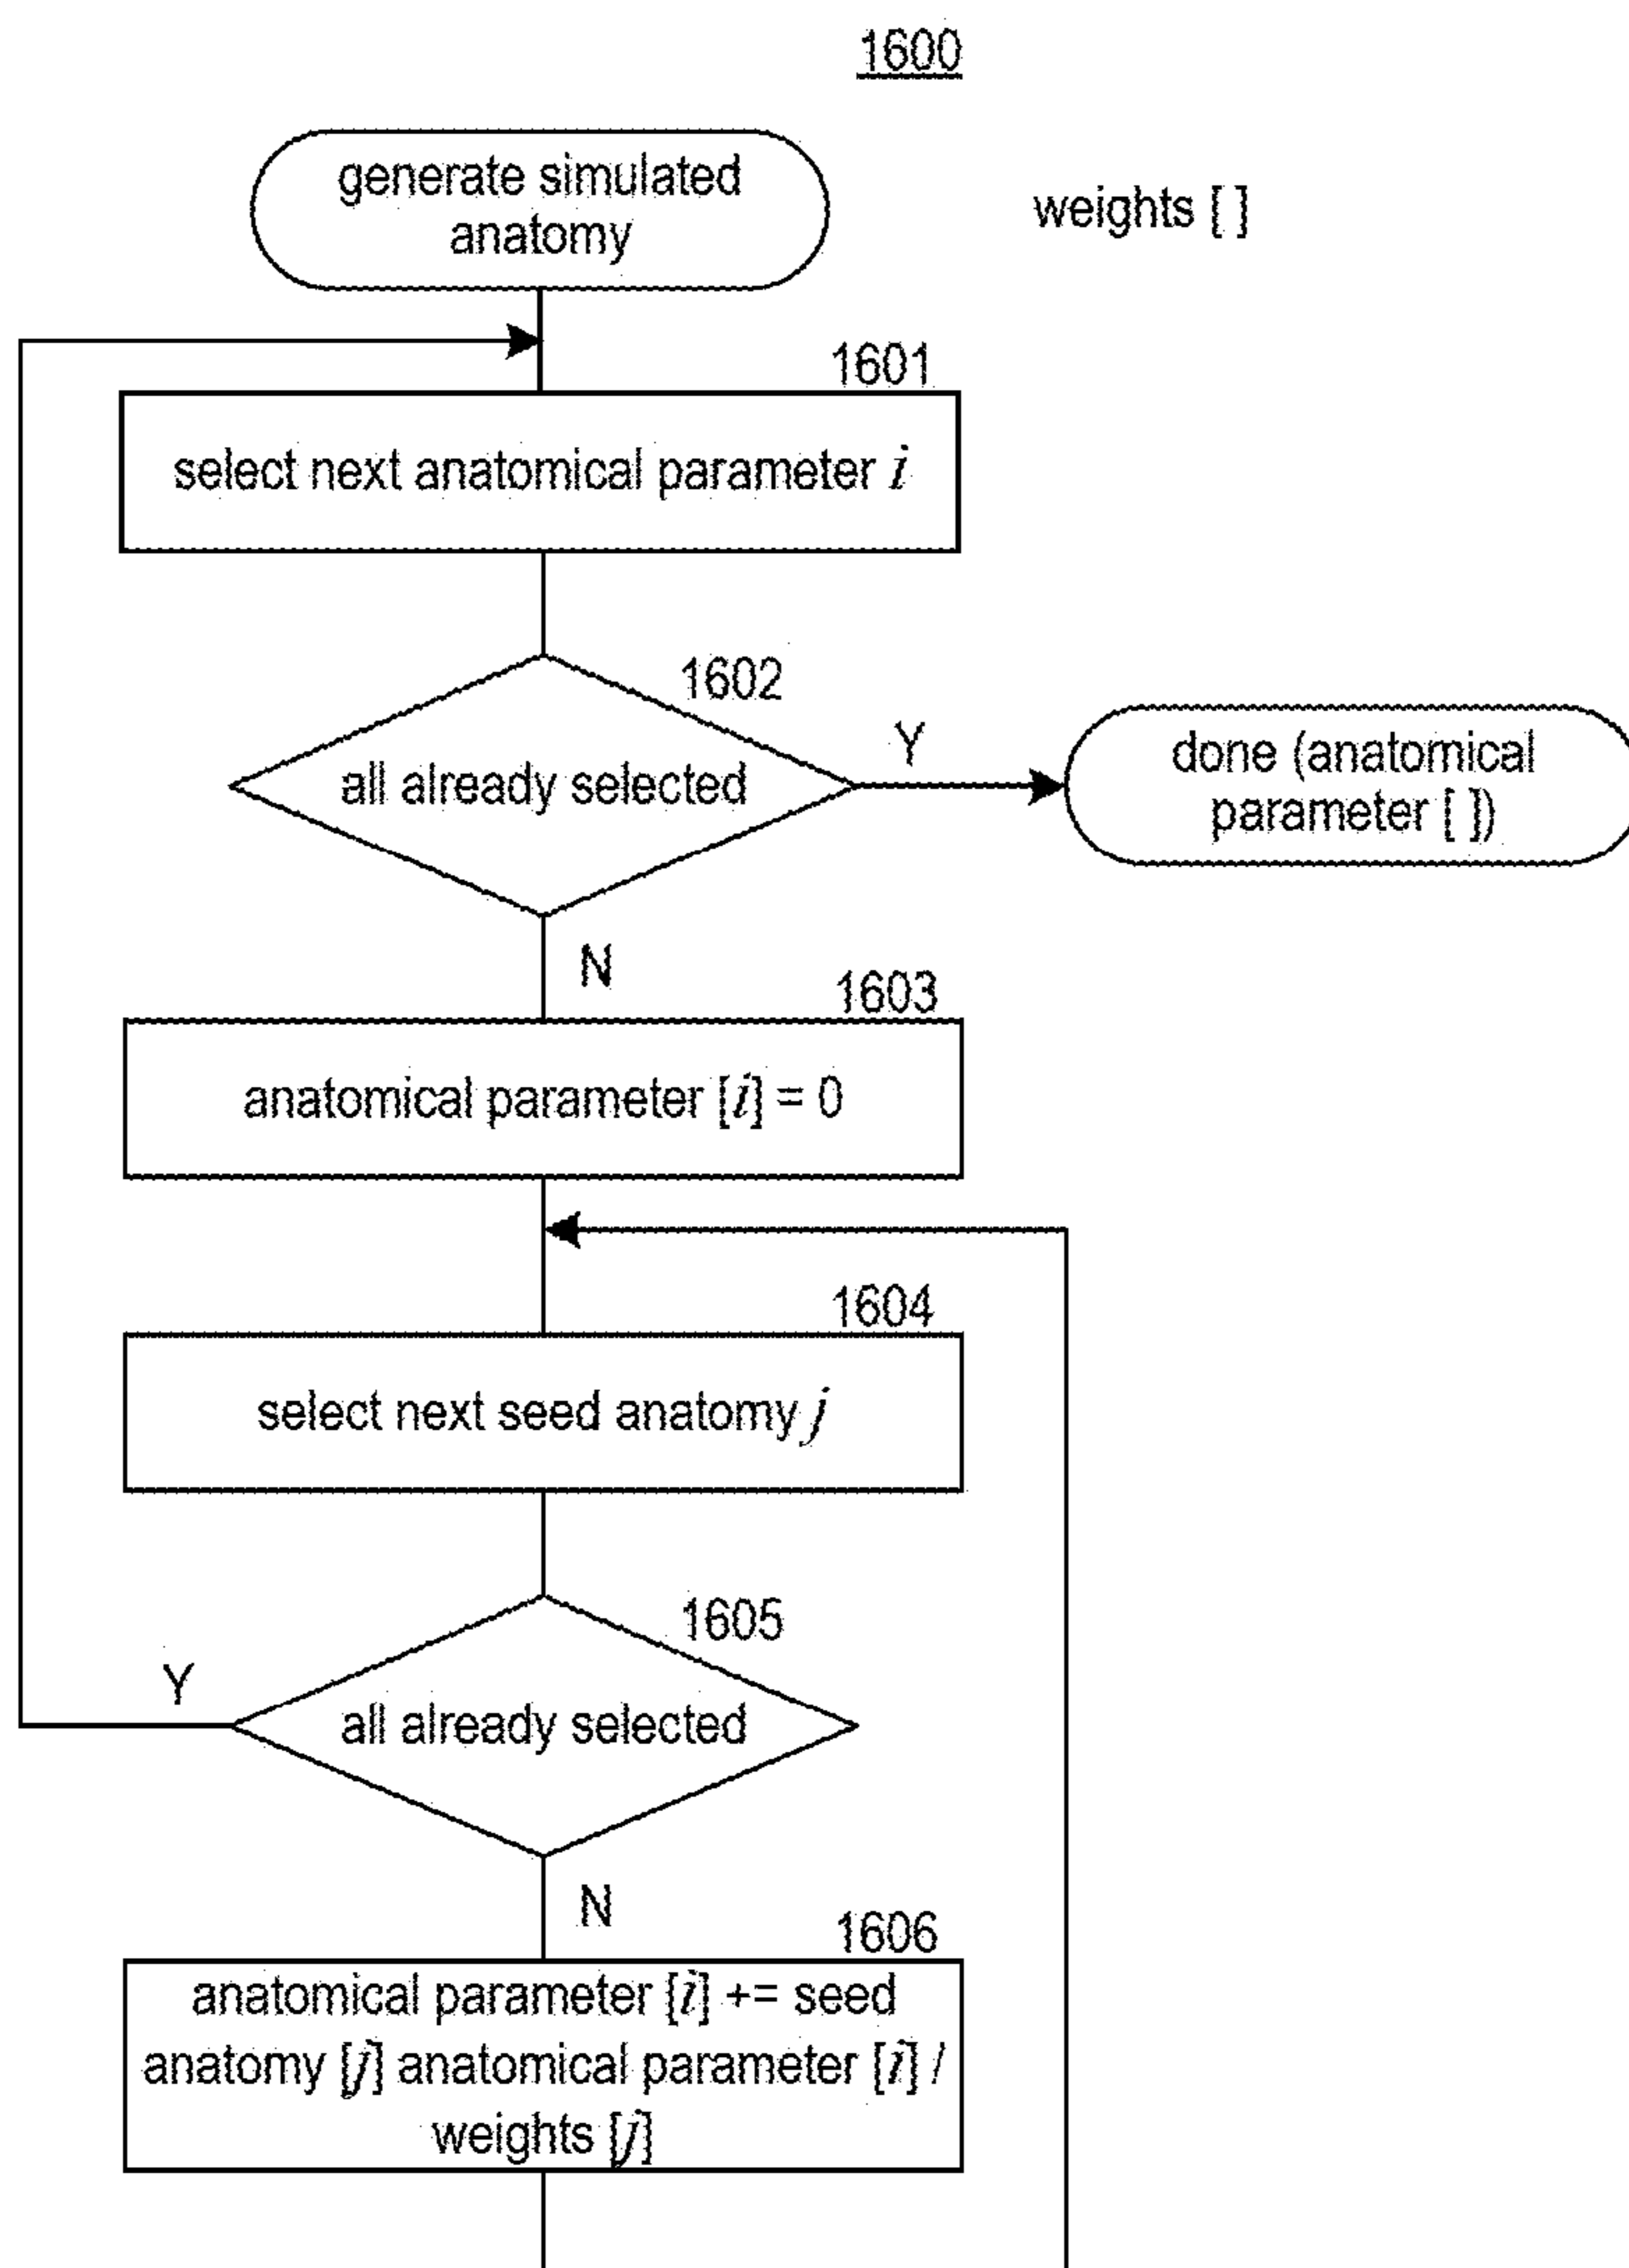 1600
generate simulated
anatomy
weights [ ]
1601
select next anatomical parameter i
1602
all already selected
Y
done (anatomical
parameter [ ])
N
1603
anatomical parameter [i] = 0
1604
select next seed anatomy j
1605
Y
all already selected
N
1606
anatomical parameter [i] += seed
anatomy [j] anatomical parameter [i] /
weights [j]